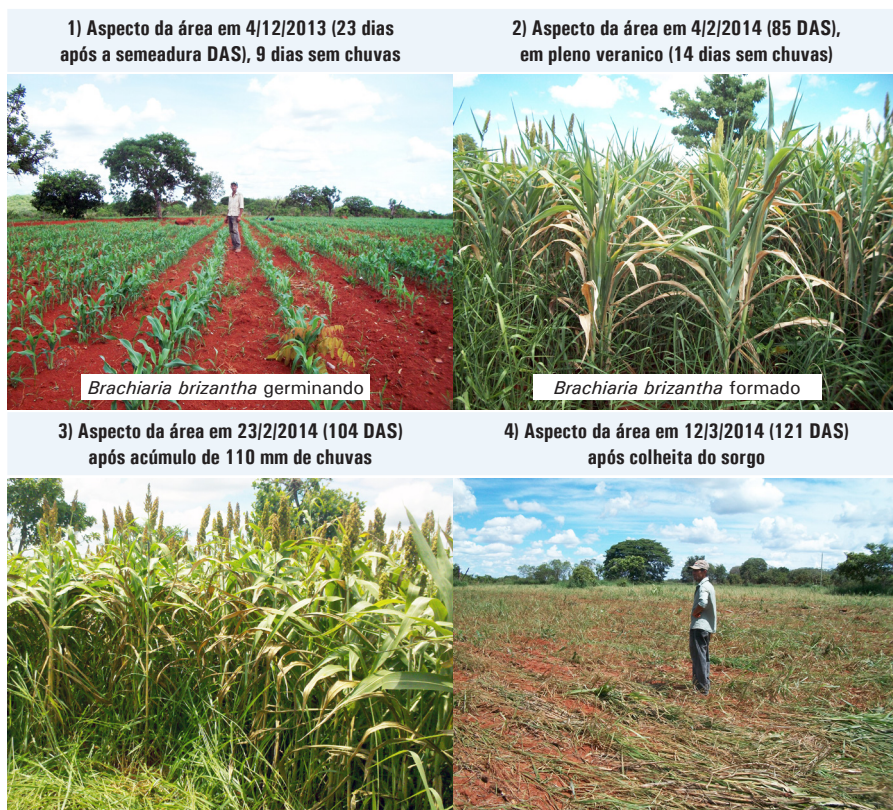 1) Aspecto da área em 4/12/2013 (23 dias
após a semeadura DAS), 9 dias sem chuvas
2) Aspecto da área em 4/2/2014 (85 DAS),
em pleno veranico (14 dias sem chuvas)
Brachiaria brizantha germinando
Brachiaria brizantha formado
3) Aspecto da área em 23/2/2014 (104 DAS)
após acúmulo de 110 mm de chuvas
4) Aspecto da área em 12/3/2014 (121 DAS)
após colheita do sorgo